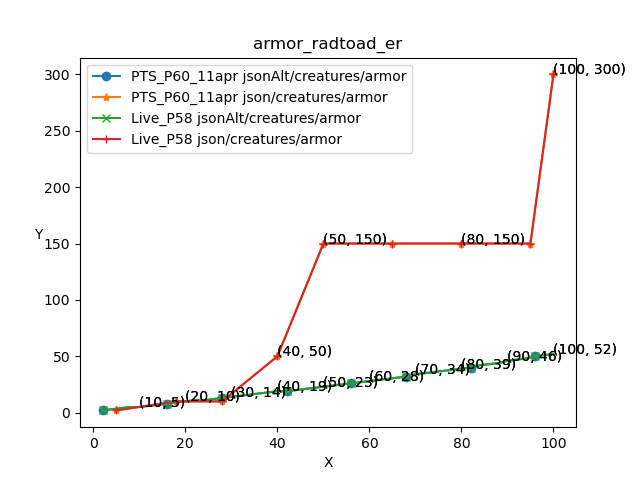 armor_radtoad_er
PTS_P60_11apr jsonAlt/creatures/armor
PTS_P60_11apr json/creatures/armor
Live_P58 jsonAlt/creatures/armor
Live_P58 json/creatures/armor
Y
300
250
200
150
100
50
0
(100, 300)
(50, 150)
(80, 150)
(40, 50)
(10, 5)
(20, 10)
(30, 14)
(40, 19)
(50, 23)
(60, 28)
(70, 34)
(80, 39)
(90, 46)
(100, 52)
0 20 40 60 80 100
X